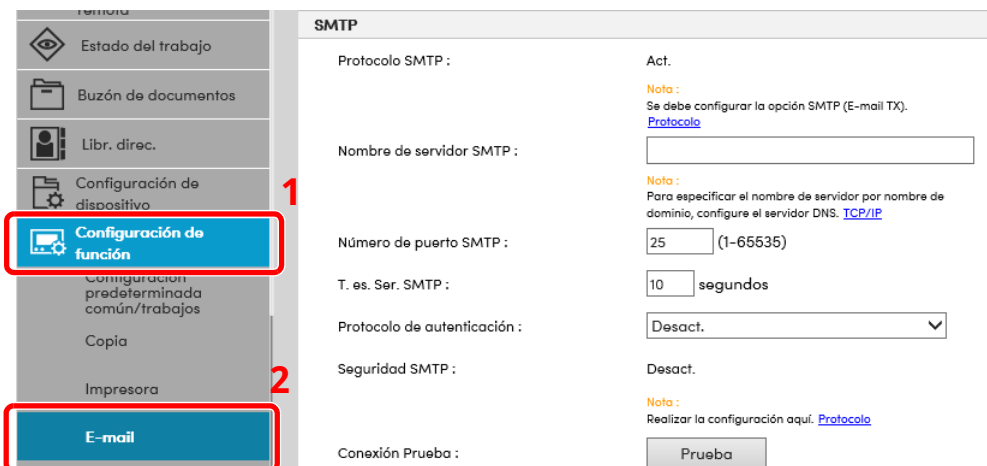 remota
Estado del trabajo
Buzón de documentos
Libr. direc.
Configuración de
dispositivo
1
Configuración de
función
Configuración
predeterminada
común/trabajos
Copia
Impresora
2
E-mail
SMTP
Protocolo SMTP :
Act.
Nota :
Se debe configurar la opción SMTP (E-mail TX).
Protocolo
Nombre de servidor SMTP :
Nota :
Para especificar el nombre de servidor por nombre de
dominio, configure el servidor DNS. TCP/IP
Número de puerto SMTP :
25 (1-65535)
T. es. Ser. SMTP :
10 segundos
Protocolo de autenticación :
Desact.
Seguridad SMTP :
Desact.
Nota :
Realizar la configuración aquí. Protocolo
Conexión Prueba :
Prueba